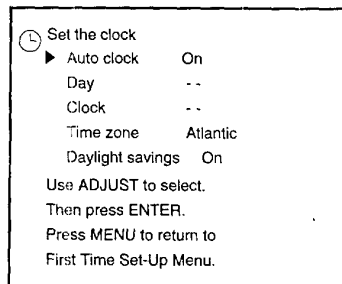 Set the clock
Auto clock On
Day - -
Clock - -
Time zone Atlantic
Daylight savings On
Use ADJUST to select.
Then press ENTER.
Press MENU to return to
First Time Set-Up Menu.